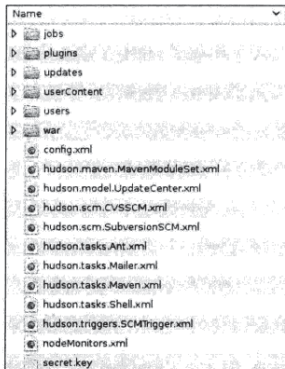 Name
jobs
plugins
updates
userContent
users
war
config.xml
hudson.maven.MavenModuleSet.xml
hudson.model.UpdateCenter.xml
hudson.scm.CVSSCM.xml
hudson.scm.SubversionSCM.xml
hudson.tasks.Ant.xml
hudson.tasks.Mailer.xml
hudson.tasks.Maven.xml
hudson.tasks.Shell.xml
hudson.triggers.SCMTrigger.xml
nodeMonitors.xml
secret.key